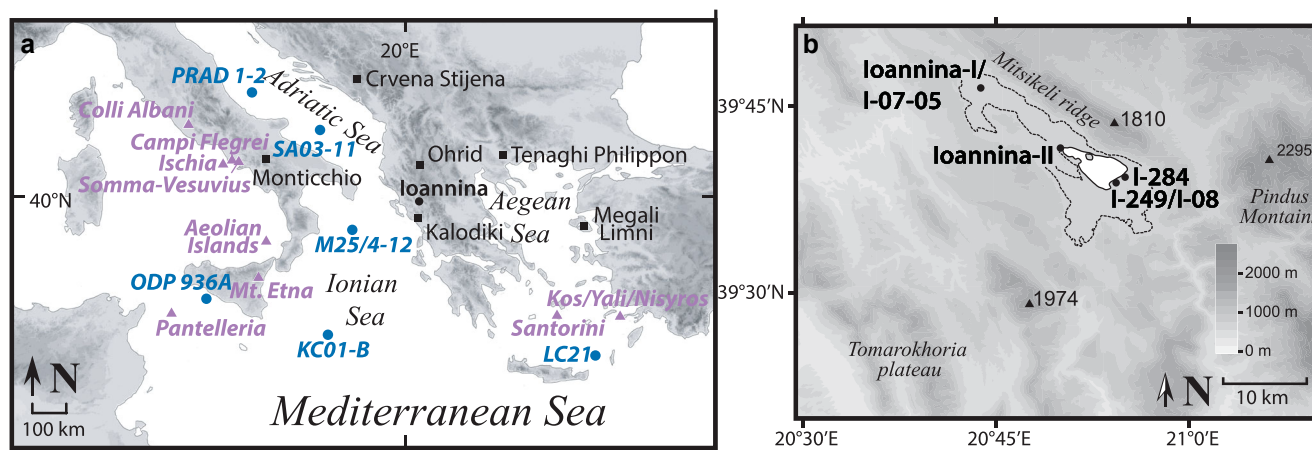 a
20°E
PRAD 1-2
Adriatic Sea
Crvena Stijena
Colli Albani
Campi Flegrei
SA03-11
Ischia
Ohrid
Tenaghi Philippon
Somma-Vesuvius
Monticchio
Ioannina
40°N
Aegean
Sea
Megali
Limni
Aeolian
Islands
M25/4-12
Kalodiki
ODP 936A
Mt. Etna
Ionian
Sea
Kos/Yali/Nisyros
Pantelleria
Santorini
KC01-B
LC21
N
100 km
Mediterranean Sea
b
Ioannina-I/
I-07-05
Mitsikeli ridge
39°45'N
1810
Ioannina-II
2295
I-284
I-249/I-08
Pindus
Montain
2000 m
1000 m
0 m
39°30'N
1974
Tomarokhoria
plateau
N
10 km
20°30'E
20°45'E
21°0'E